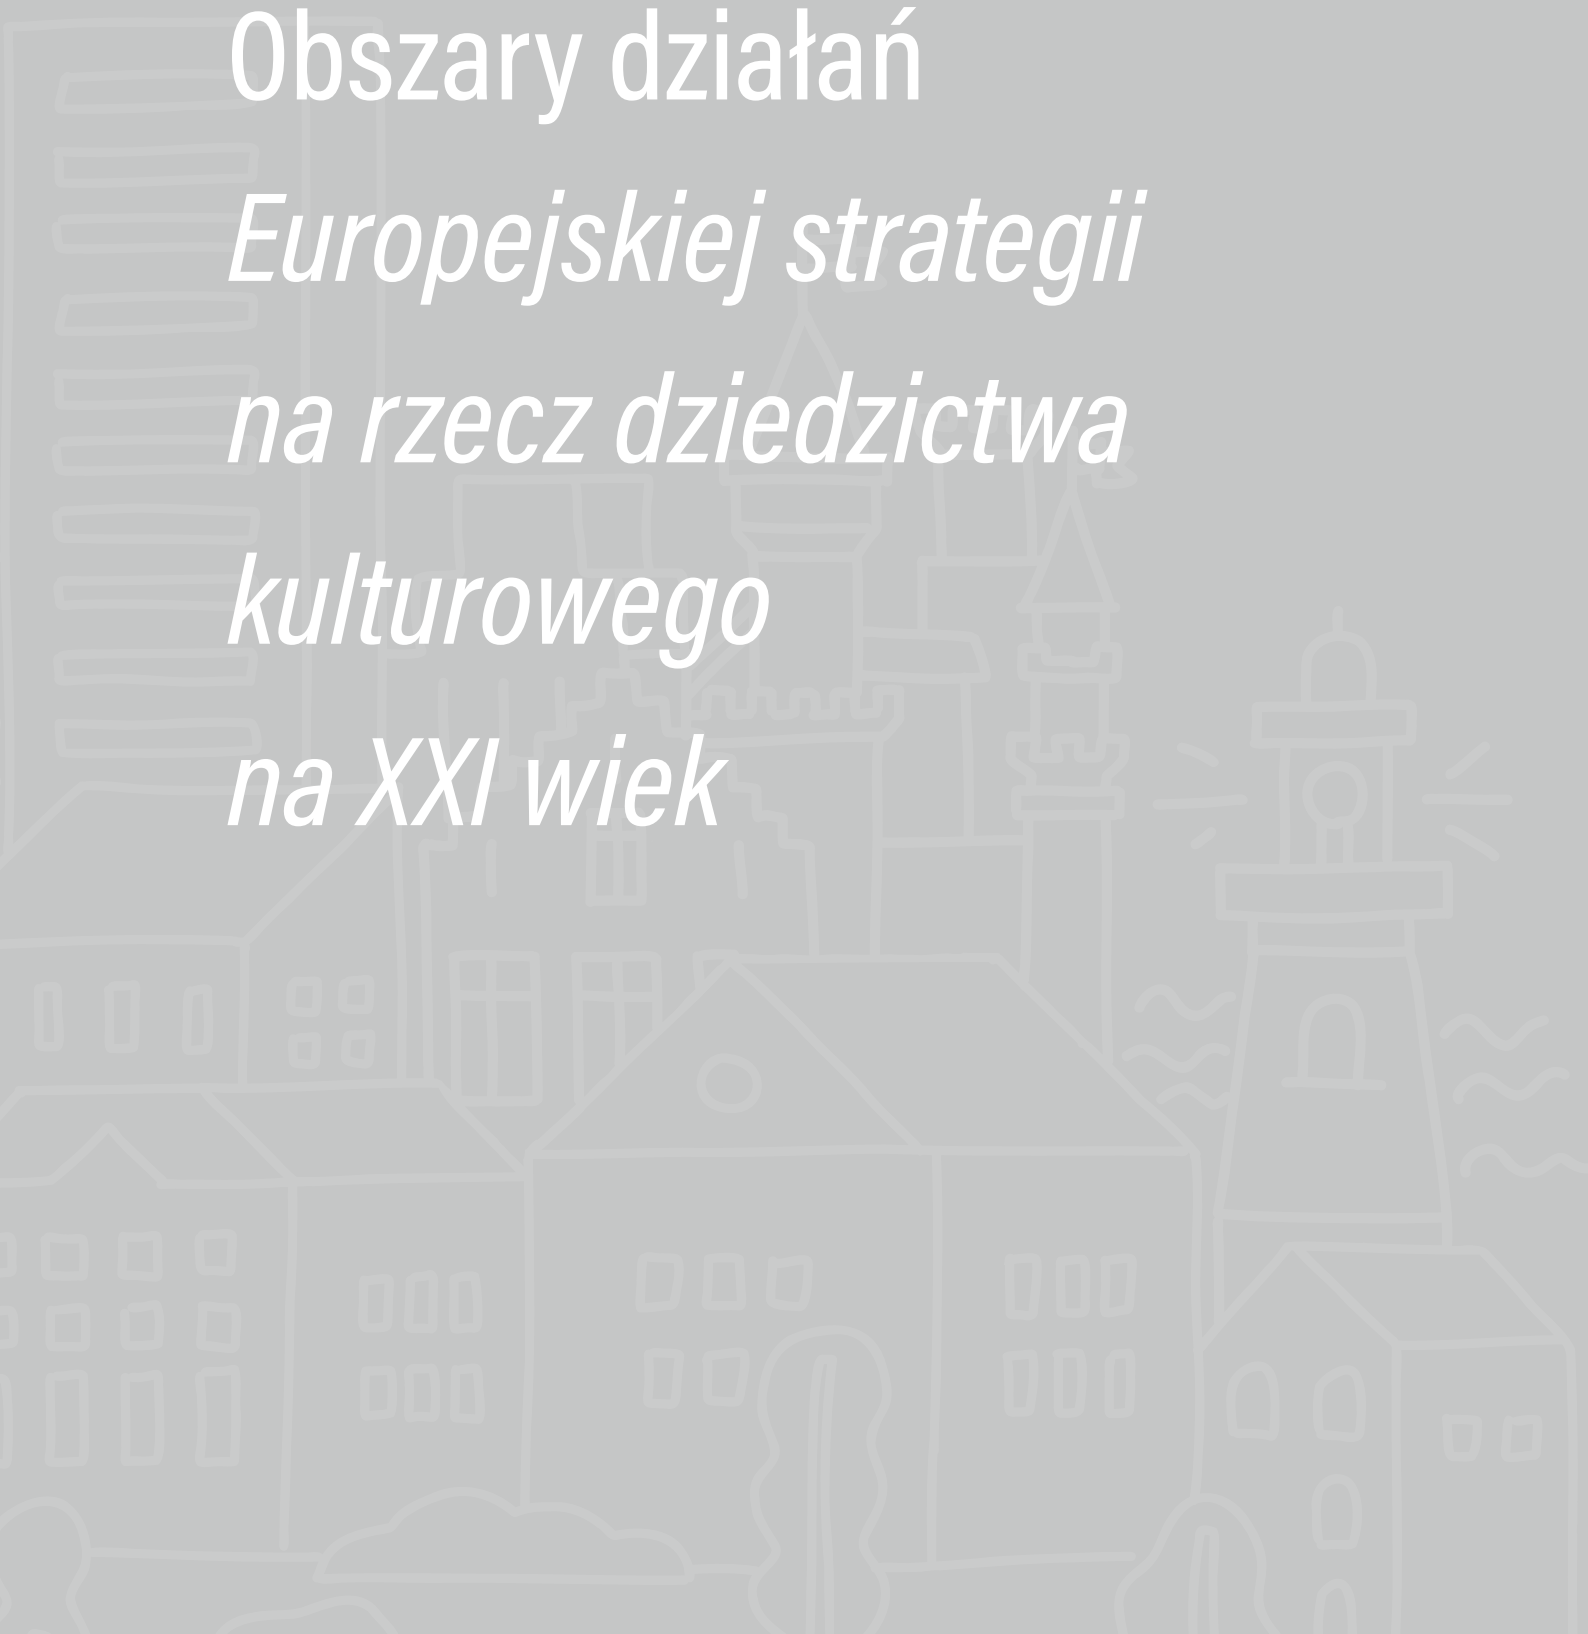 Obszary działań
Europejskiej strategii
na rzecz dziedzictwa
kulturowego
na XXI wiek